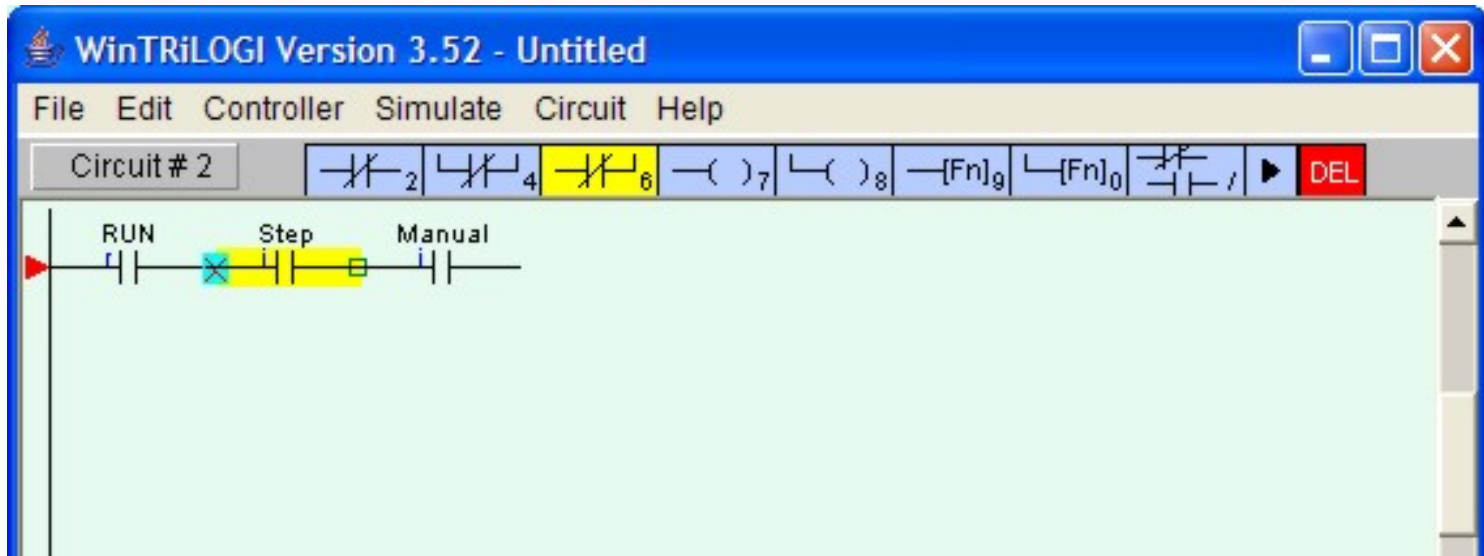 WinTRiLOGI Version 3.52 - Untitled
File Edit Controller Simulate Circuit Help
Circuit # 2 2 4 6 ( )7 ( )8 [Fn]9 [Fn]0 / DEL
RUN Step Manual
r i i